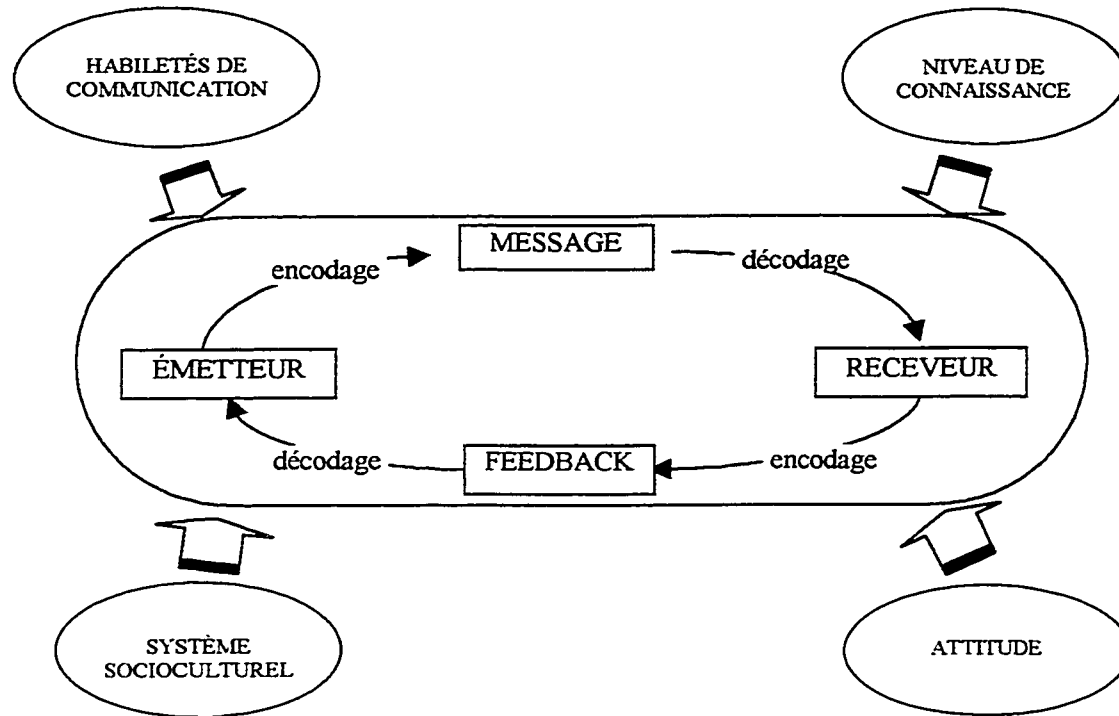 HABILETÉS DE
COMMUNICATION
NIVEAU DE
CONNAISSANCE
MESSAGE
encodage
décodage
ÉMETTEUR
RECEVEUR
décodage
FEEDBACK
encodage
SYSTÈME
SOCIOCULTUREL
ATTITUDE